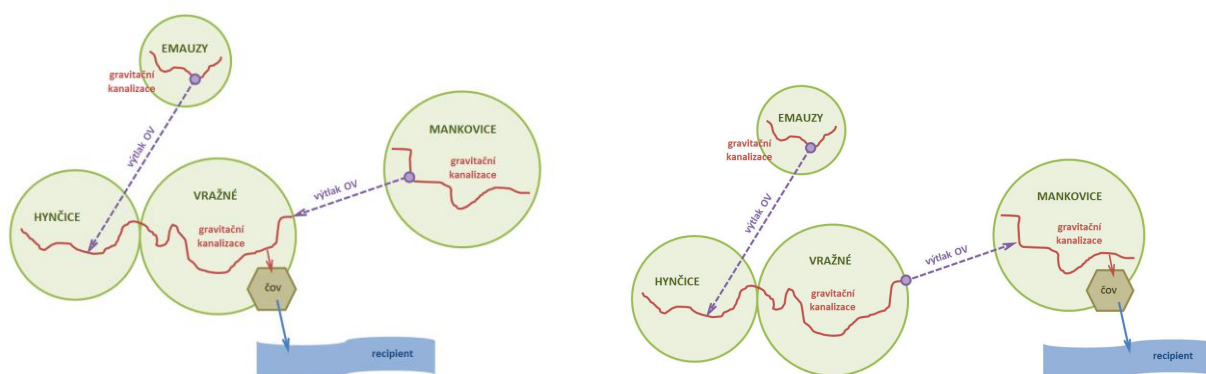 EMAUZY
gravitační
kanalizace
výtlak OV
MANKOVICE
gravitační
kanalizace
výtlak OV
VRAŽNÉ
HYNČICE
gravitační
kanalizace
ČOV
recipient
EMAUZY
gravitační
kanalizace
výtlak OV
MANKOVICE
gravitační
kanalizace
výtlak OV
VRAŽNÉ
HYNČICE
gravitační
kanalizace
ČOV
recipient